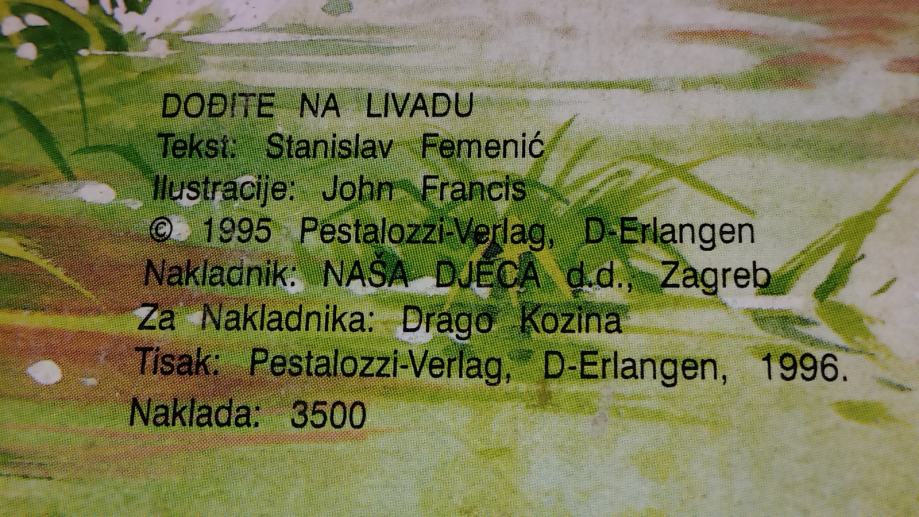 DOĐITE NA LIVADU
Tekst: Stanislav Femenić
Ilustracije: John Francis
© 1995 Pestalozzi-Verlag, D-Erlangen
Nakladnik: NAŠA DJECA d.d., Zagreb
Za Nakladnika: Drago Kozina
Tisak: Pestalozzi-Verlag, D-Erlangen, 1996.
Naklada: 3500